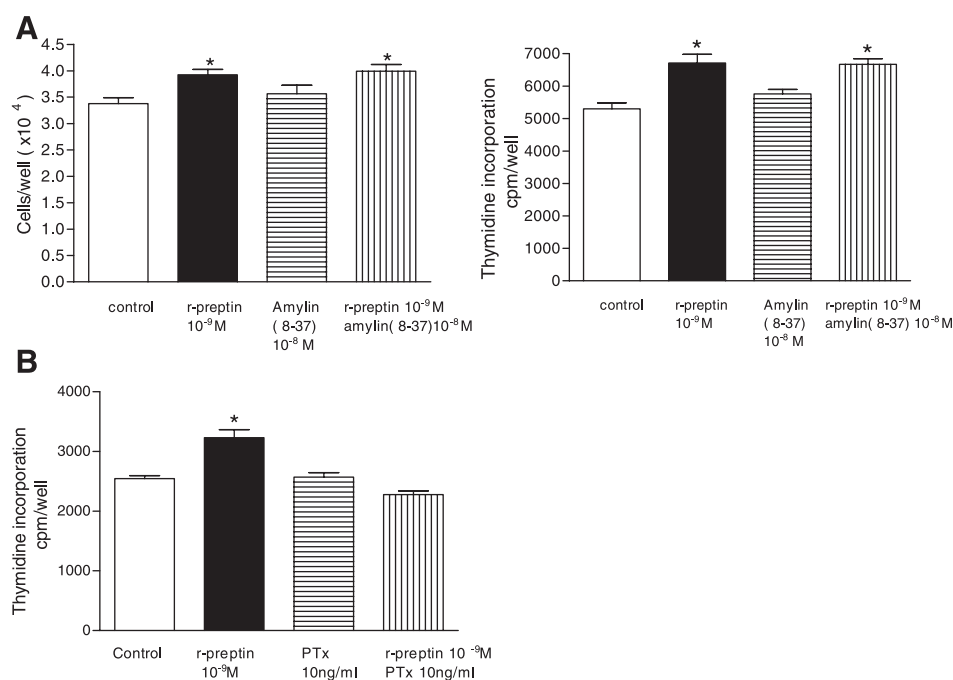 A
Cells/well ( x10 ⁴)
4.5
4.0
3.5
3.0
2.5
2.0
1.5
1.0
0.5
0.0
*
*
control
r-preptin
10⁻⁹M
Amylin
( 8-37)
10⁻⁸ M
r-preptin 10⁻⁹M
amylin( 8-37)10⁻⁸M
Thymidine incorporation
cpm/well
7000
6000
5000
4000
3000
2000
1000
0
*
*
control
r-preptin
10⁻⁹M
Amylin
( 8-37)
10⁻⁸ M
r-preptin 10⁻⁹M
amylin(8-37) 10⁻⁸M
B
Thymidine incorporation
cpm/well
4000
3000
2000
1000
0
*
Control
r-preptin
10⁻⁹M
PTx
10ng/ml
r-preptin 10 ⁻⁹M
PTx 10ng/ml